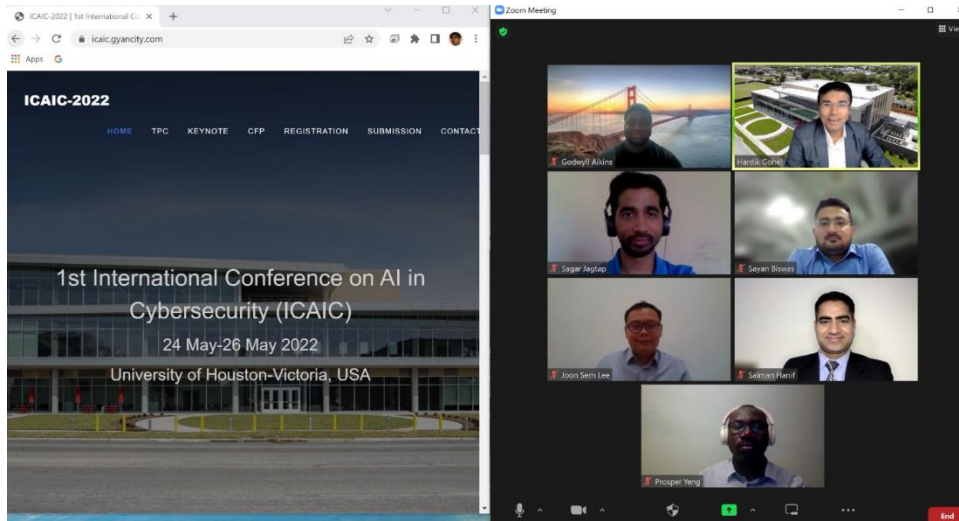 ICAIC-2022 | 1st International Co
icaic.gyancity.com
Apps
ICAIC-2022
HOME TPC KEYNOTE CFP REGISTRATION SUBMISSION CONTACT
1st International Conference on AI in
Cybersecurity (ICAIC)
24 May-26 May 2022
University of Houston-Victoria, USA
Zoom Meeting
Vie
Godwyll Aikins
Hardik Gohel
Sagar Jagtap
Sayan Biswas
Joon Sern Lee
Salman Hanif
Prosper Yeng
End